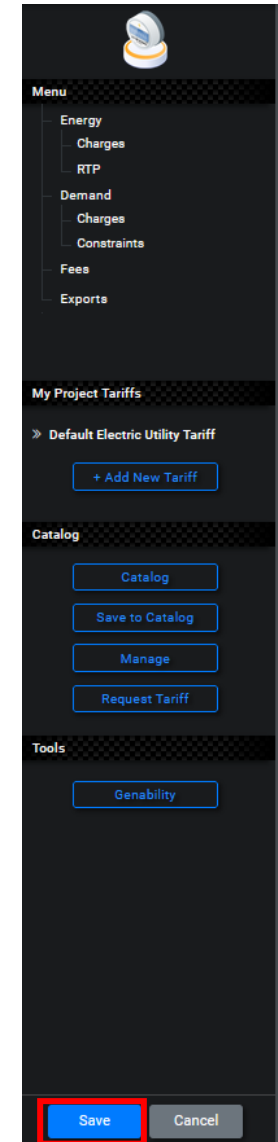 Menu
Energy
Charges
RTP
Demand
Charges
Constraints
Fees
Exports
My Project Tariffs
» Default Electric Utility Tariff
+ Add New Tariff
Catalog
Catalog
Save to Catalog
Manage
Request Tariff
Tools
Genability
Save Cancel